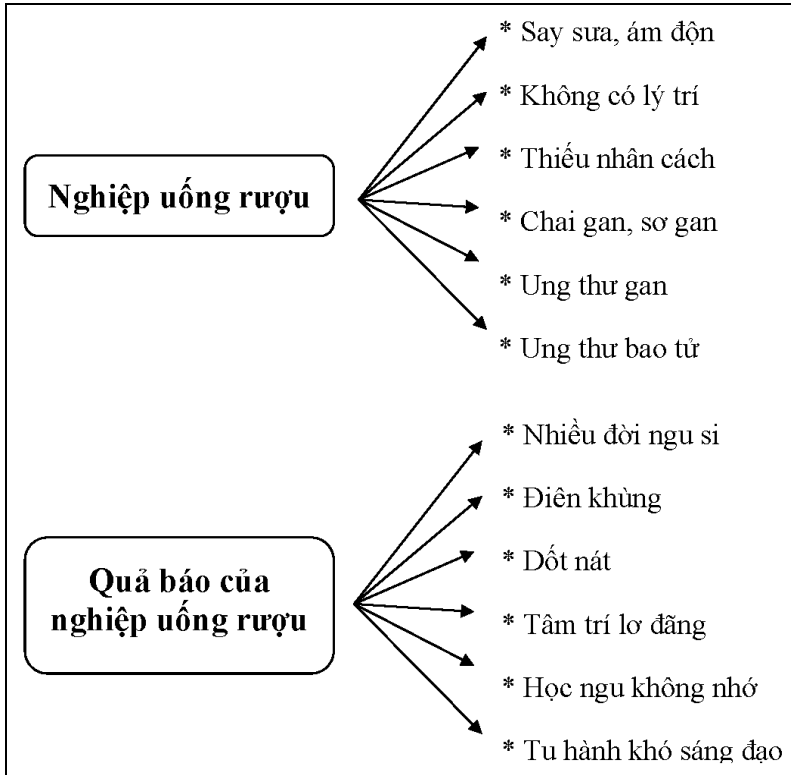 Nghiệp uống rượu
* Say sưa, ám độn
* Không có lý trí
* Thiếu nhân cách
* Chai gan, sơ gan
* Ung thư gan
* Ung thư bao tử
Quả báo của
nghiệp uống rượu
* Nhiều đời ngu si
* Điên khùng
* Dốt nát
* Tâm trí lơ đãng
* Học ngu không nhớ
* Tu hành khó sáng đạo